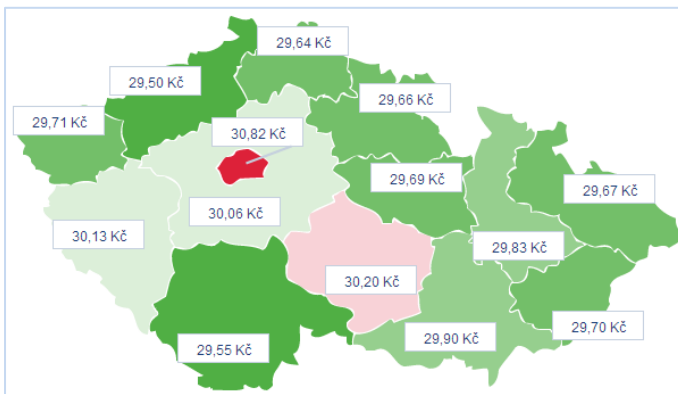 29,64 Kč
29,50 Kč
29,66 Kč
29,71 Kč
30,82 Kč
29,69 Kč
29,67 Kč
30,06 Kč
30,13 Kč
29,83 Kč
30,20 Kč
29,70 Kč
29,90 Kč
29,55 Kč